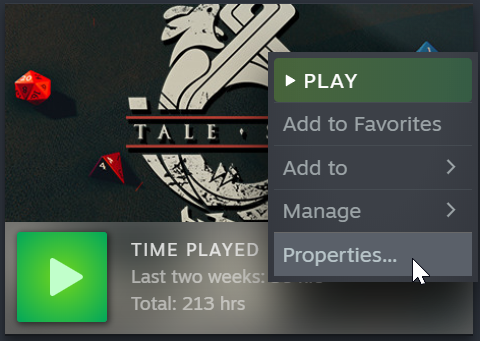 PLAY
Add to Favorites
Add to
Manage
Properties...
TALE
TIME PLAYED
Last two weeks:
Total: 213 hrs